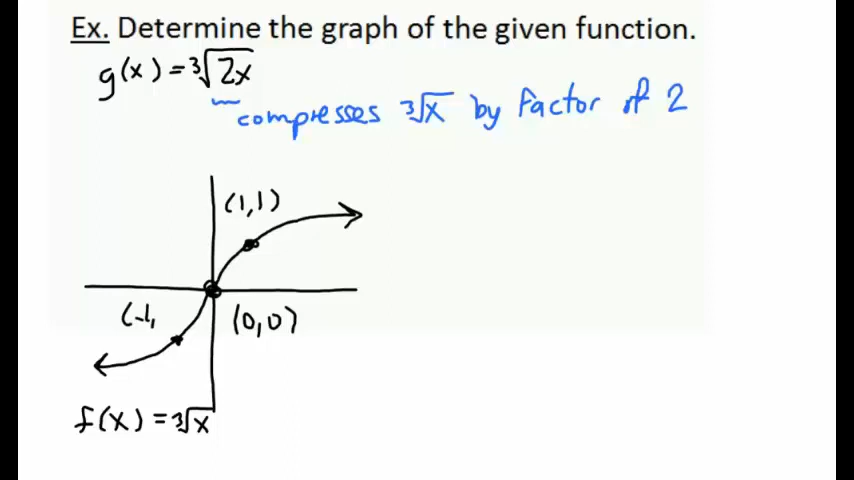 Ex. Determine the graph of the given function.
g(x) = ∛2x
compresses ∛x by factor of 2
(1,1)
(-1,
(0,0)
f(x) = ∛x